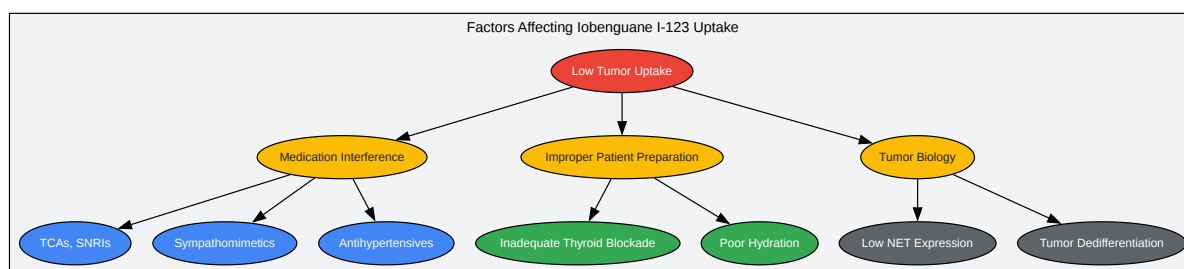 Factors Affecting Iobenguane I-123 Uptake
Low Tumor Uptake
Medication Interference
Improper Patient Preparation
Tumor Biology
TCAs, SNRIs
Sympathomimetics
Antihypertensives
Inadequate Thyroid Blockade
Poor Hydration
Low NET Expression
Tumor Dedifferentiation